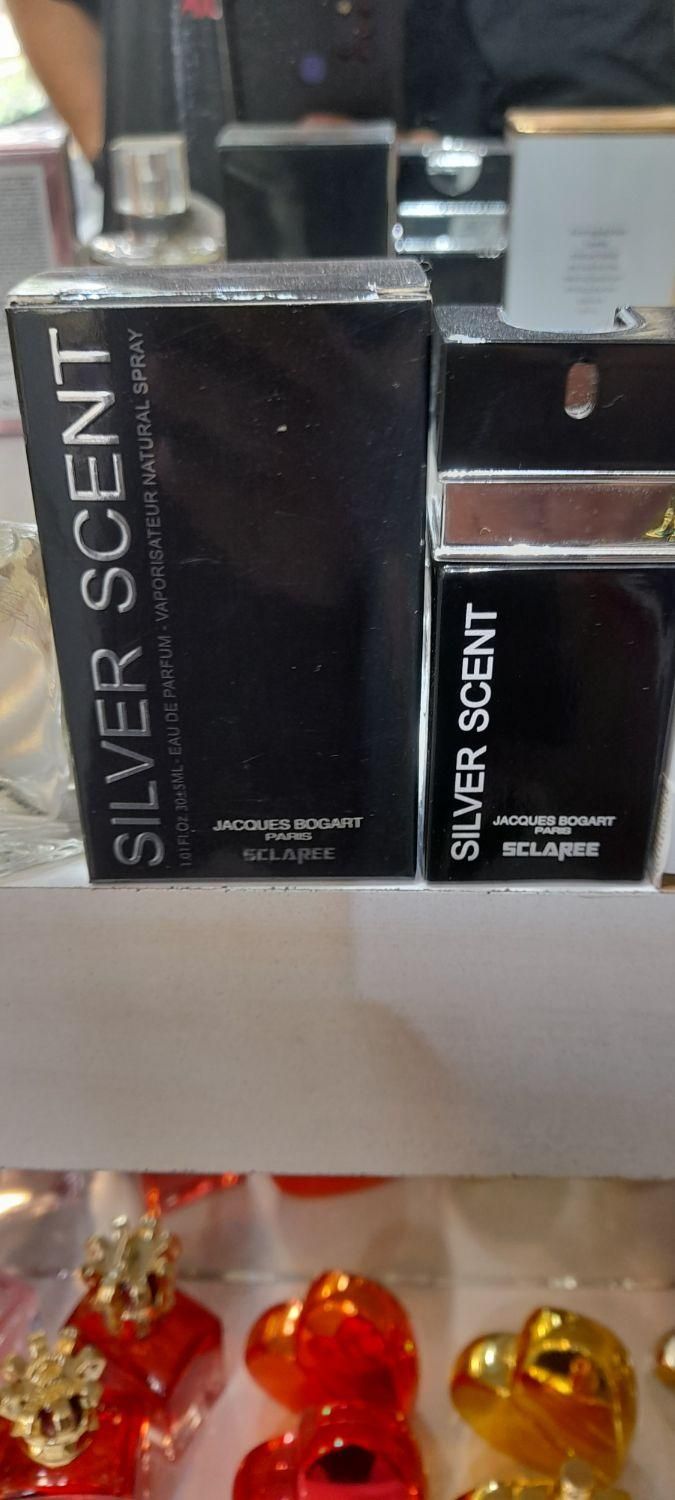 SILVER SCENT
1.01 FL.OZ 30±5ML- EAU DE PARFUM - VAPORISATEUR NATURAL SPRAY
JACQUES BOGART
PARIS
SCLAREE
SILVER SCENT
JACQUES BOGART
PARIS
SCLAREE